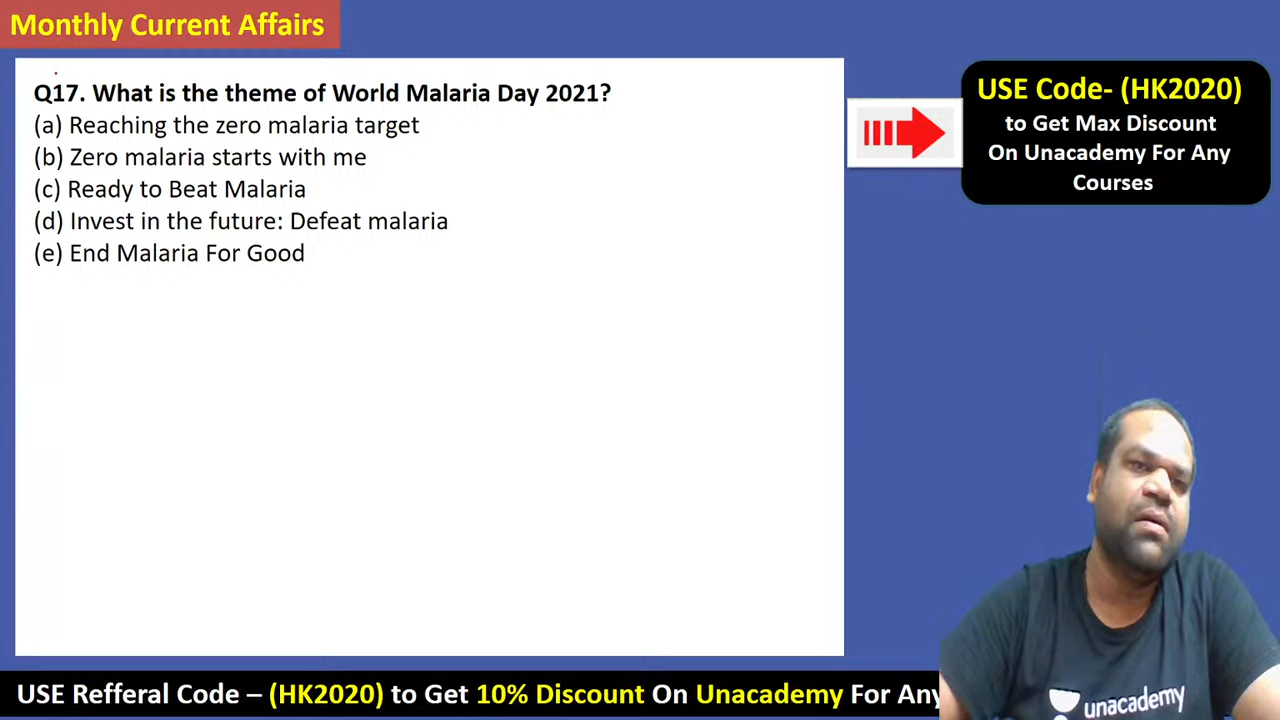 Monthly Current Affairs
Q17. What is the theme of World Malaria Day 2021?
(a) Reaching the zero malaria target
(b) Zero malaria starts with me
(c) Ready to Beat Malaria
(d) Invest in the future: Defeat malaria
(e) End Malaria For Good
USE Code- (HK2020)
to Get Max Discount
On Unacademy For Any
Courses
USE Refferal Code – (HK2020) to Get 10% Discount On Unacademy For Any
unacademy